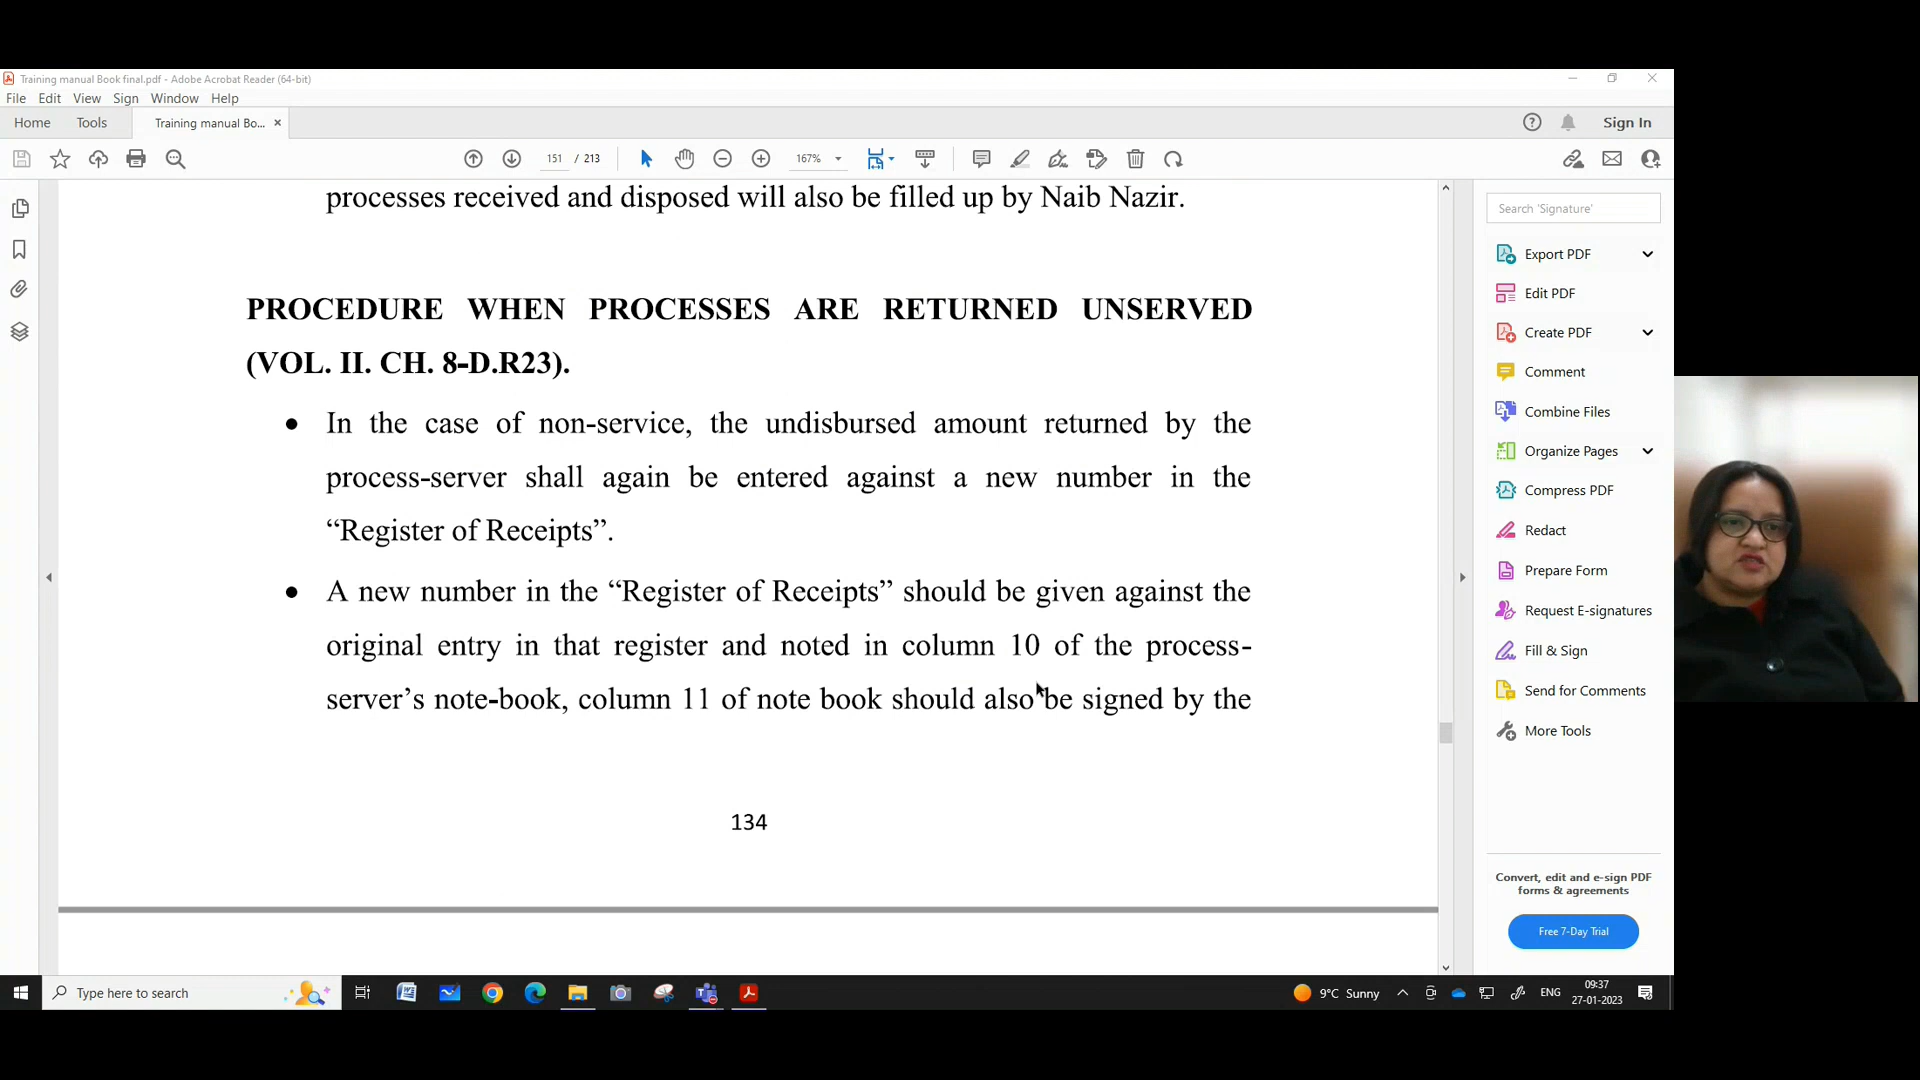 Training manual Book final.pdf - Adobe Acrobat Reader (64-bit)
File Edit View Sign Window Help
Home Tools Training manual Bo... × Sign In
151 / 213 167%
processes received and disposed will also be filled up by Naib Nazir.
PROCEDURE WHEN PROCESSES ARE RETURNED UNSERVED
(VOL. II. CH. 8-D.R23).
• In the case of non-service, the undisbursed amount returned by the
process-server shall again be entered against a new number in the
“Register of Receipts”.
• A new number in the “Register of Receipts” should be given against the
original entry in that register and noted in column 10 of the process-
server’s note-book, column 11 of note book should also be signed by the
134
Search 'Signature'
Export PDF
Edit PDF
Create PDF
Comment
Combine Files
Organize Pages
Compress PDF
Redact
Prepare Form
Request E-signatures
Fill & Sign
Send for Comments
More Tools
Convert, edit and e-sign PDF
forms & agreements
Free 7-Day Trial
Type here to search
9°C Sunny
ENG
09:37
27-01-2023